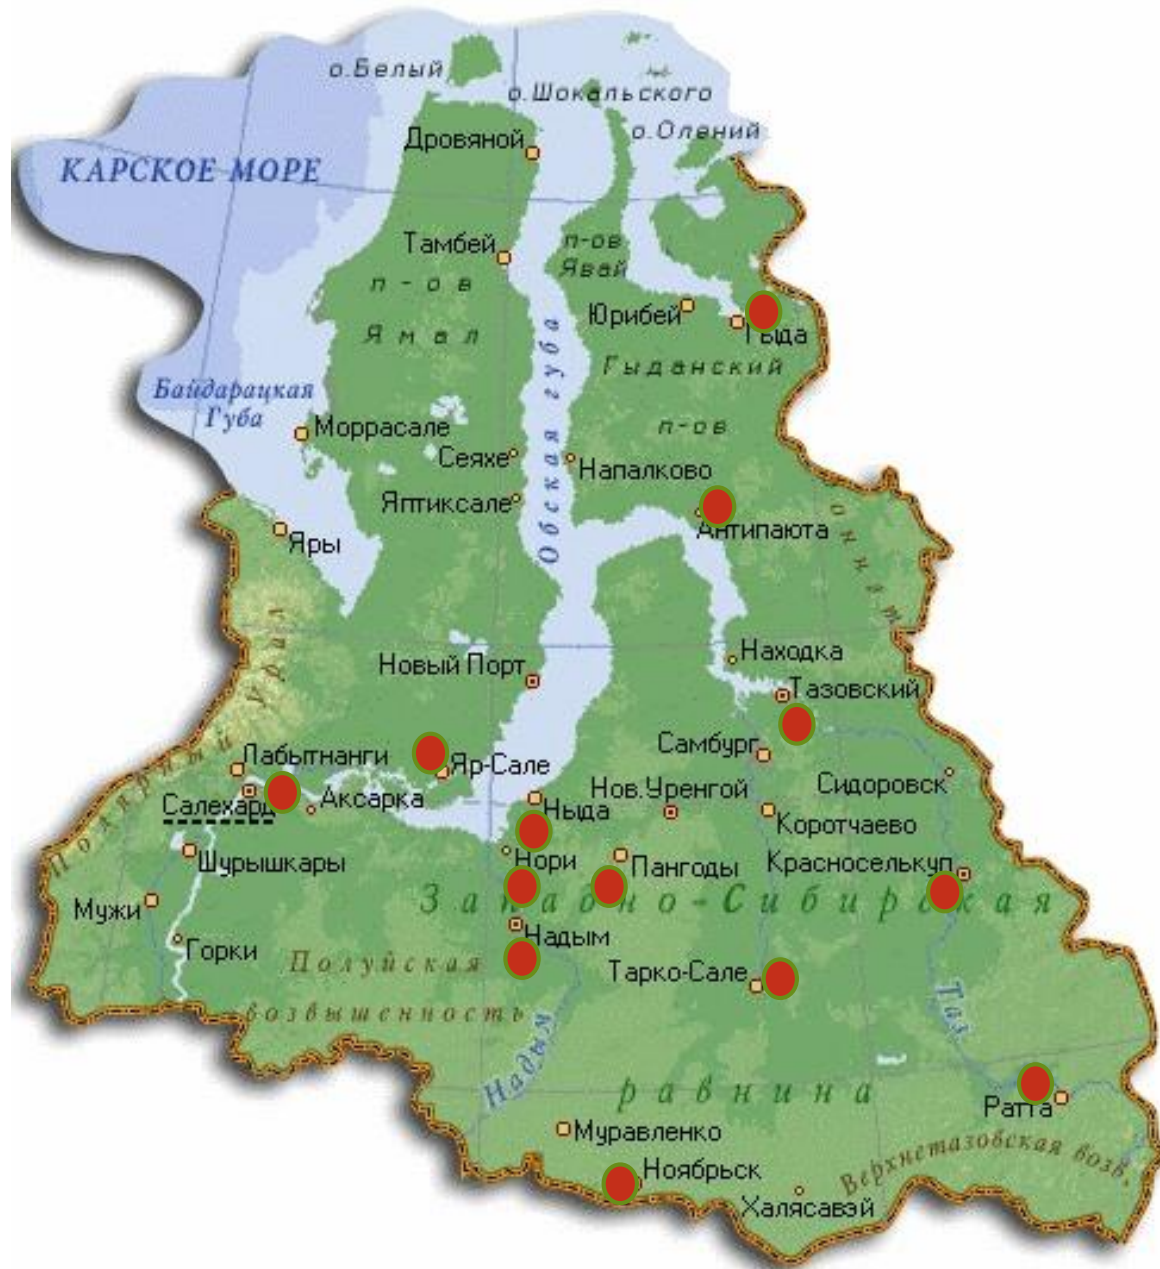 о.Белый
о.Шокальского
о.Олений
Дровяной
КАРСКОЕ МОРЕ
Тамбей
п-ов
Явай
п-ов
Ямал
Юрибей
Гыда
Обская губа
Гыданский
п-ов
Байдарацкая
Губа
Моррасале
Сеяхе
Напалково
Яптиксале
Антипаюта
Яры
Находка
Новый Порт
Тазовский
Полярный Урал
Самбург
Лабытнанги
Яр-Сале
Сидоровск
Нов.Уренгой
Салехард
Аксарка
Ныда
Коротчаево
Шурышкары
Нори
Пангоды
Красноселькуп
Западно-Сибирская
Мужи
Горки
Надым
Полуйская
возвышенность
Тарко-Сале
Таз
Надым
равнина
Ратта
Муравленко
Верхнетазовская возв.
Ноябрьск
Халясавэй